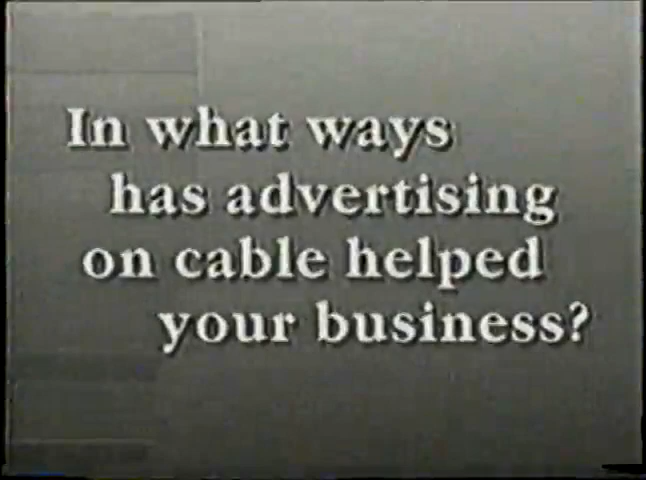 In what ways
has advertising
on cable helped
your business?